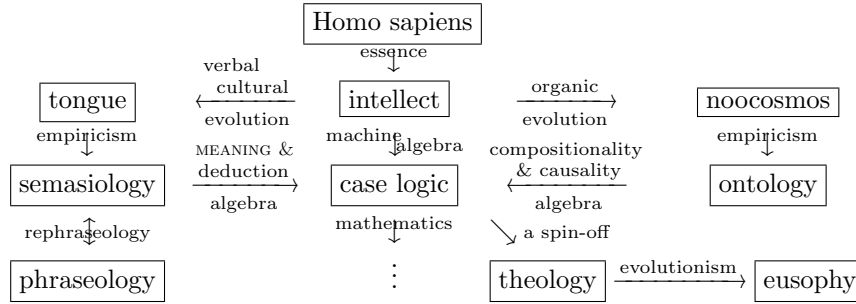 Homo sapiens
essence
verbal
cultural
organic
tongue
intellect
noocosmos
evolution
evolution
empiricism
machine
algebra
empiricism
MEANING &
deduction
compositionality
& causality
semasiology
case logic
ontology
algebra
algebra
rephraseology
mathematics
a spin-off
phraseology
⋮
theology
evolutionism
eusophy